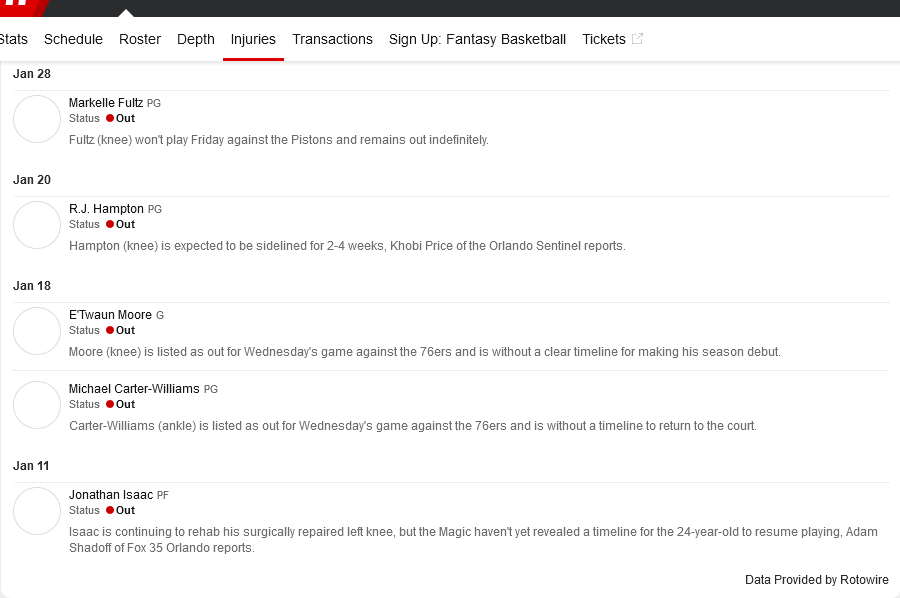 Stats Schedule Roster Depth Injuries Transactions Sign Up: Fantasy Basketball Tickets
Jan 28
Markelle Fultz PG
Status Out
Fultz (knee) won't play Friday against the Pistons and remains out indefinitely.
Jan 20
R.J. Hampton PG
Status Out
Hampton (knee) is expected to be sidelined for 2-4 weeks, Khobi Price of the Orlando Sentinel reports.
Jan 18
E'Twaun Moore G
Status Out
Moore (knee) is listed as out for Wednesday's game against the 76ers and is without a clear timeline for making his season debut.
Michael Carter-Williams PG
Status Out
Carter-Williams (ankle) is listed as out for Wednesday's game against the 76ers and is without a timeline to return to the court.
Jan 11
Jonathan Isaac PF
Status Out
Isaac is continuing to rehab his surgically repaired left knee, but the Magic haven't yet revealed a timeline for the 24-year-old to resume playing, Adam
Shadoff of Fox 35 Orlando reports.
Data Provided by Rotowire